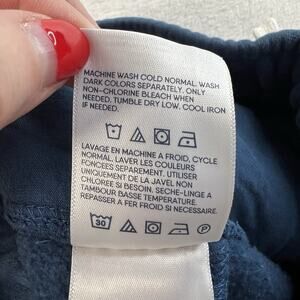 MACHINE WASH COLD NORMAL. WASH
DARK COLORS SEPARATELY. ONLY
NON-CHLORINE BLEACH WHEN
NEEDED. TUMBLE DRY LOW. COOL IRON
IF NEEDED.
LAVAGE EN MACHINE A FROID, CYCLE
NORMAL. LAVER LES COULEURS
FONCEES SEPAREMENT. UTILISER
UNIQUEMENT DE LA JAVEL NON
CHLOREE SI BESOIN. SECHE-LINGE A
TAMBOUR BASSE TEMPERATURE.
REPASSER A FER FROID SI NECESSAIRE.
30 P